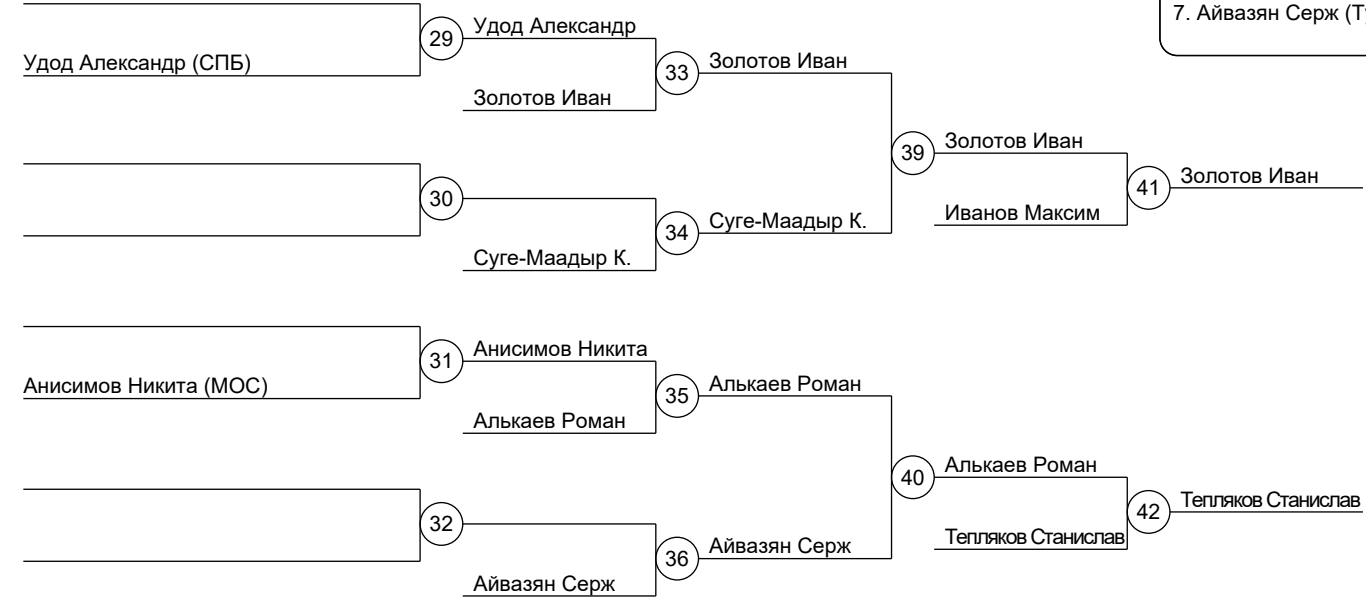 7. Айвазян Серж (Ту
29
Удод Александр
Удод Александр (СПБ)
33
Золотов Иван
Золотов Иван
39
Золотов Иван
30
41
Золотов Иван
34
Суге-Маадыр К.
Иванов Максим
Суге-Маадыр К.
31
Анисимов Никита
Анисимов Никита (МОС)
35
Алькаев Роман
Алькаев Роман
40
Алькаев Роман
32
42
Тепляков Станислав
36
Айвазян Серж
Тепляков Станислав
Айвазян Серж